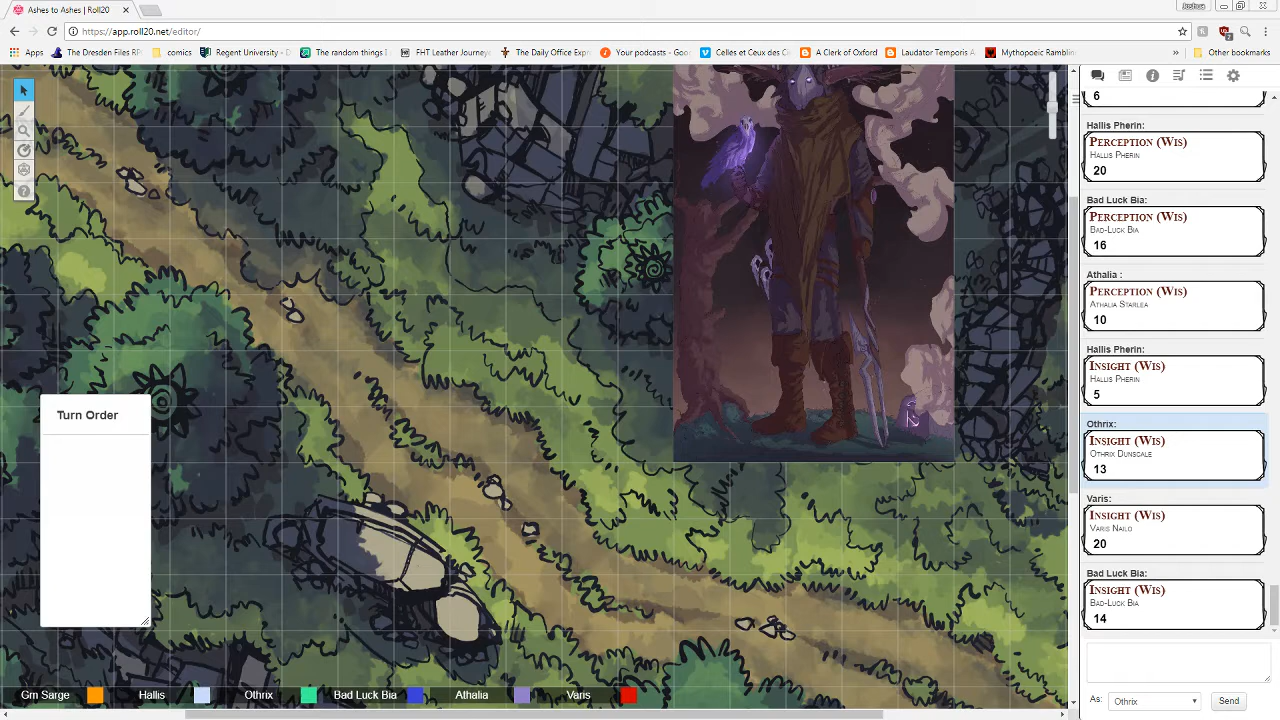 Ashes to Ashes | Roll20
https://app.roll20.net/editor/
Apps
The Dresden Files RP
comics
Regent University -
The random things
FHT Leather Journey
The Daily Office Expre
Your podcasts - Goo
Celles et Ceux des Ci
A Clerk of Oxford
Laudator Temporis A
Mythopoeic Ramblin
Other Bookmarks
6
Hallis Pherin:
Perception (Wis)
Hallis Pherin
20
Bad Luck Bia:
Perception (Wis)
Bad-Luck Bia
16
Athalia :
Perception (Wis)
Athalia Starlea
10
Hallis Pherin:
Insight (Wis)
Hallis Pherin
5
Othrix:
Insight (Wis)
Othrix Dunscale
13
Varis:
Insight (Wis)
Varis Nailo
20
Bad Luck Bia:
Insight (Wis)
Bad-Luck Bia
14
Turn Order
Gm Sarge
Hallis
Othrix
Bad Luck Bia
Athalia
Varis
As:
Othrix
Send